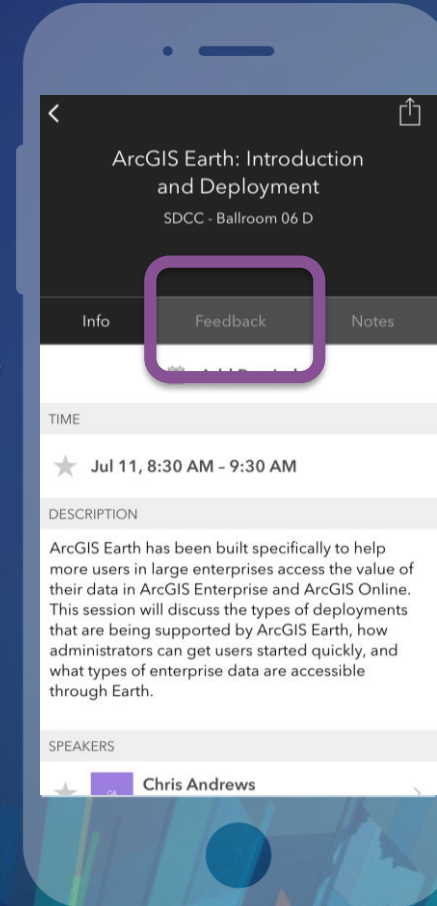 ArcGIS Earth: Introduction
and Deployment
SDCC - Ballroom 06 D
Info Feedback Notes
TIME
Jul 11, 8:30 AM – 9:30 AM
DESCRIPTION
ArcGIS Earth has been built specifically to help
more users in large enterprises access the value of
their data in ArcGIS Enterprise and ArcGIS Online.
This session will discuss the types of deployments
that are being supported by ArcGIS Earth, how
administrators can get users started quickly, and
what types of enterprise data are accessible
through Earth.
SPEAKERS
CA Chris Andrews